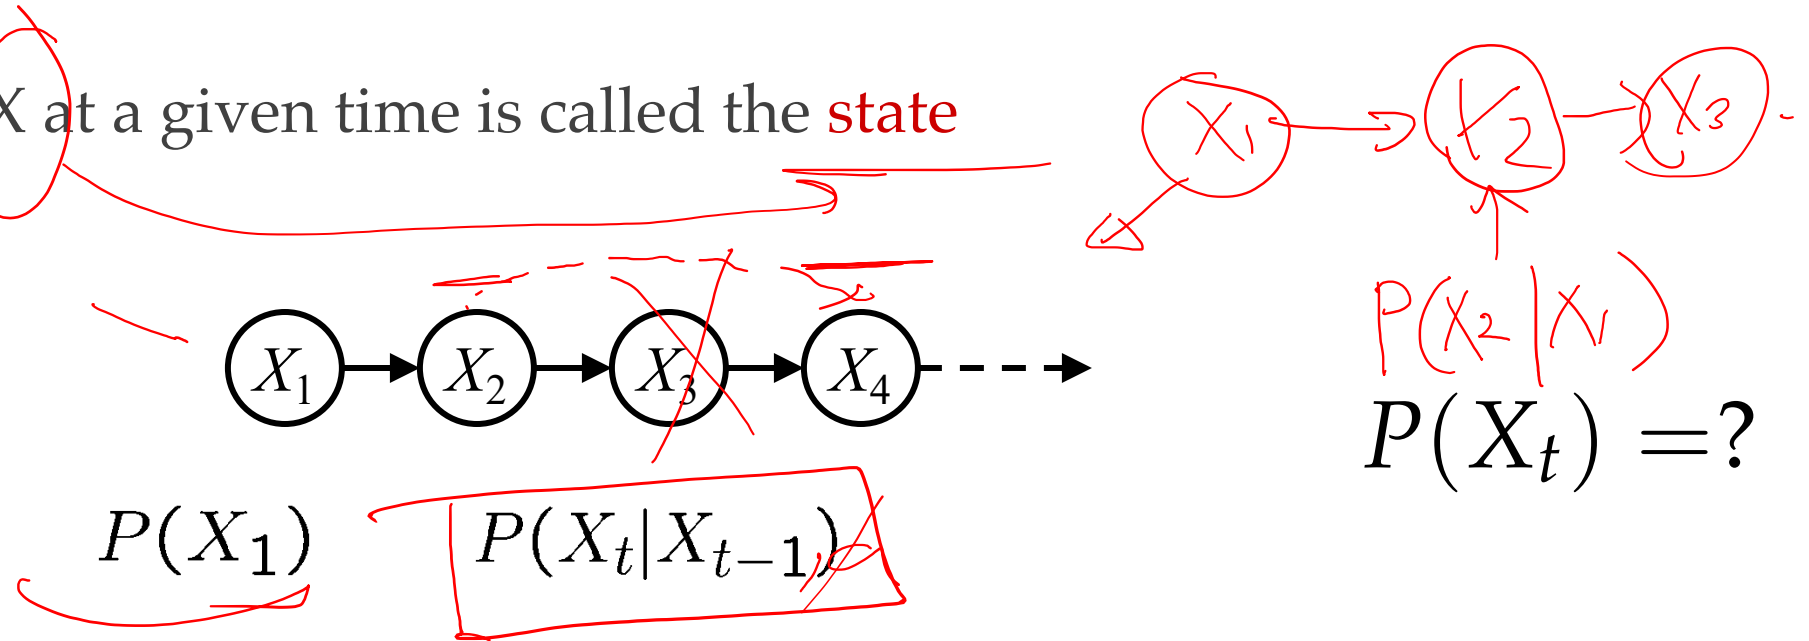 X at a given time is called the state
X1 X2 X3
X1 X2 X3 X4
P(X2|X1)
P(Xt) =?
P(X1) P(Xt|Xt−1)